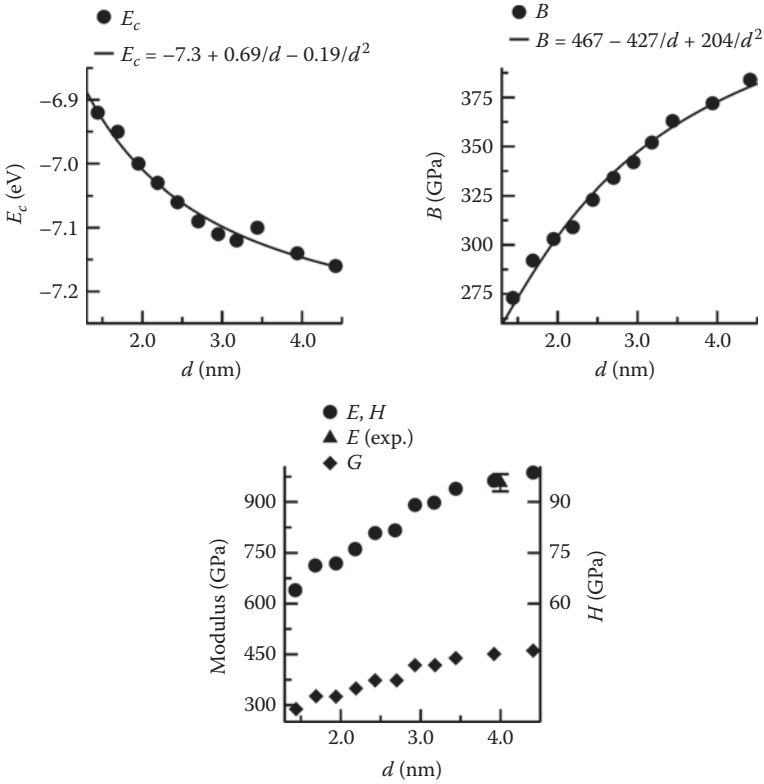 E_c
E_c = −7.3 + 0.69/d − 0.19/d²
−6.9
−7.0
−7.1
−7.2
E_c (eV)
2.0 3.0 4.0
d (nm)
B
B = 467 − 427/d + 204/d²
375
350
325
300
275
B (GPa)
2.0 3.0 4.0
d (nm)
E, H
E (exp.)
G
900
750
600
450
300
Modulus (GPa)
90
75
60
H (GPa)
2.0 3.0 4.0
d (nm)